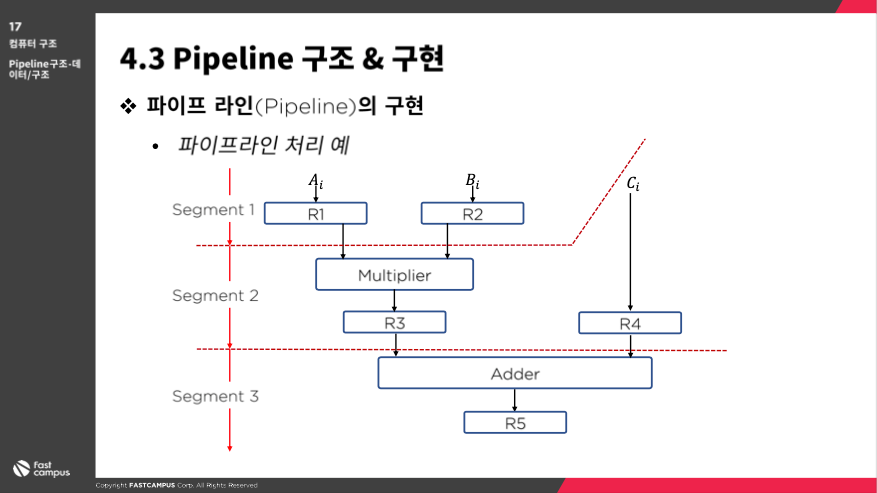 17
컴퓨터 구조
Pipeline구조-데
이터/구조
4.3 Pipeline 구조 & 구현
❖ 파이프 라인(Pipeline)의 구현
• 파이프라인 처리 예
A_i B_i C_i
Segment 1 R1 R2
Multiplier
Segment 2
R3 R4
Adder
Segment 3
R5
fast
campus
Copyright FASTCAMPUS Corp. All Rights Reserved